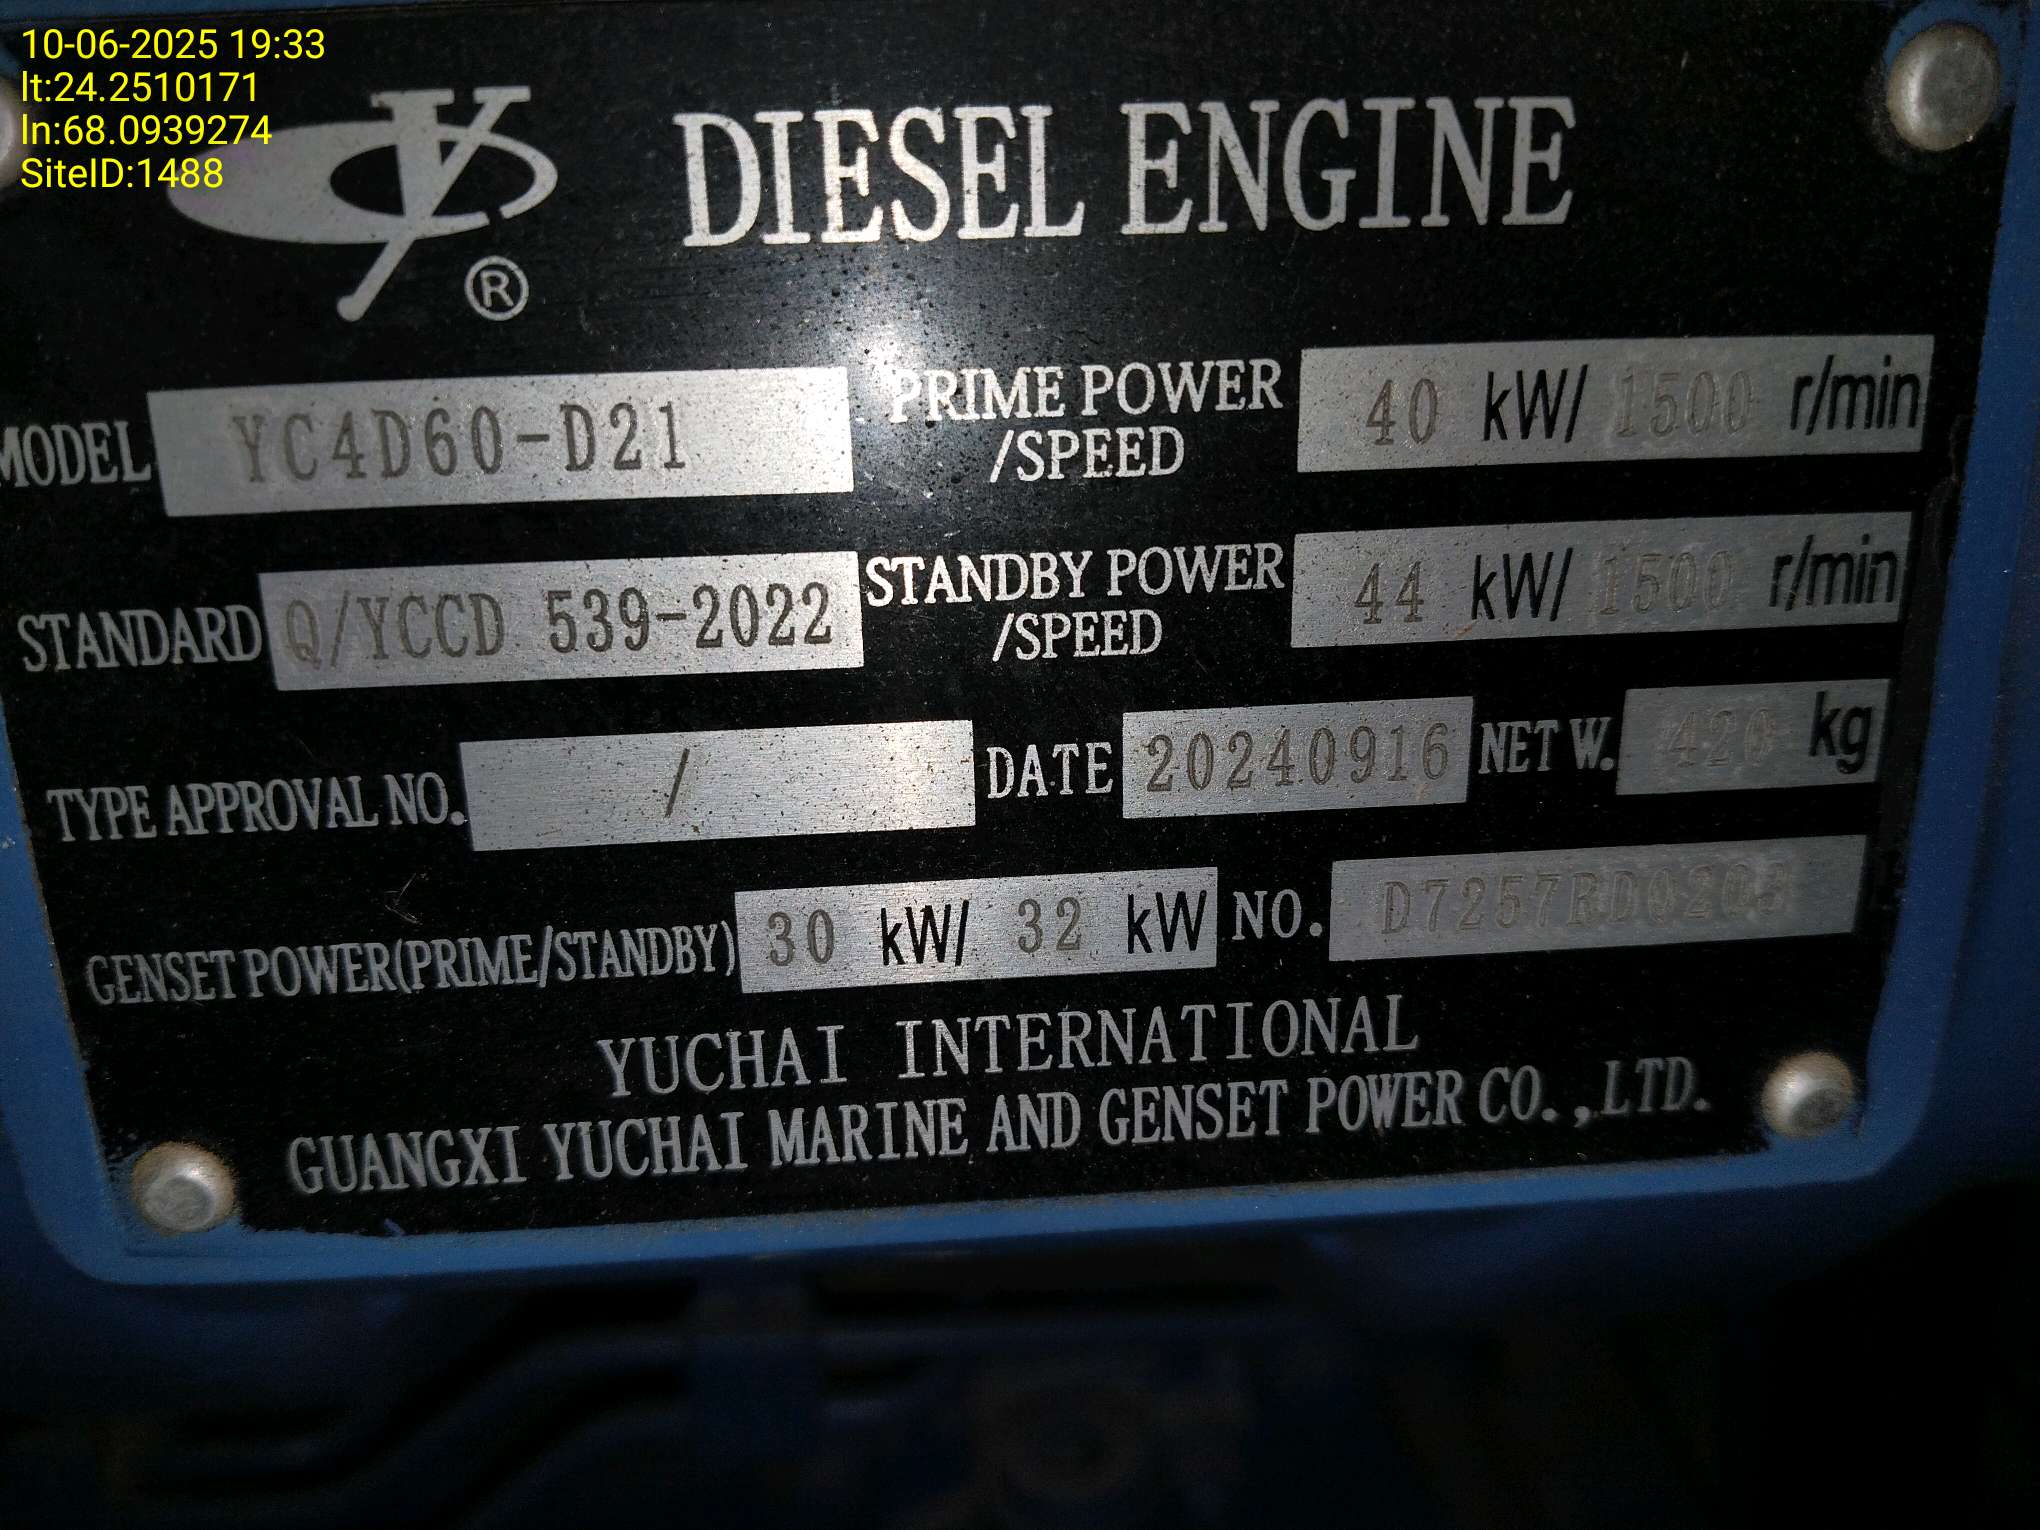 10-06-2025 19:33
lt:24.2510171
ln:68.0939274
SiteID:1488
DIESEL ENGINE
®
MODEL YC4D60-D21 PRIME POWER /SPEED 40 kW/ 1500 r/min
STANDARD Q/YCCD 539-2022 STANDBY POWER /SPEED 44 kW/ 1500 r/min
TYPE APPROVAL NO. / DATE 20240916 NET W. 420 kg
GENSET POWER(PRIME/STANDBY) 30 kW/ 32 kW NO. D7257RD0203
YUCHAI INTERNATIONAL
GUANGXI YUCHAI MARINE AND GENSET POWER CO.,LTD.